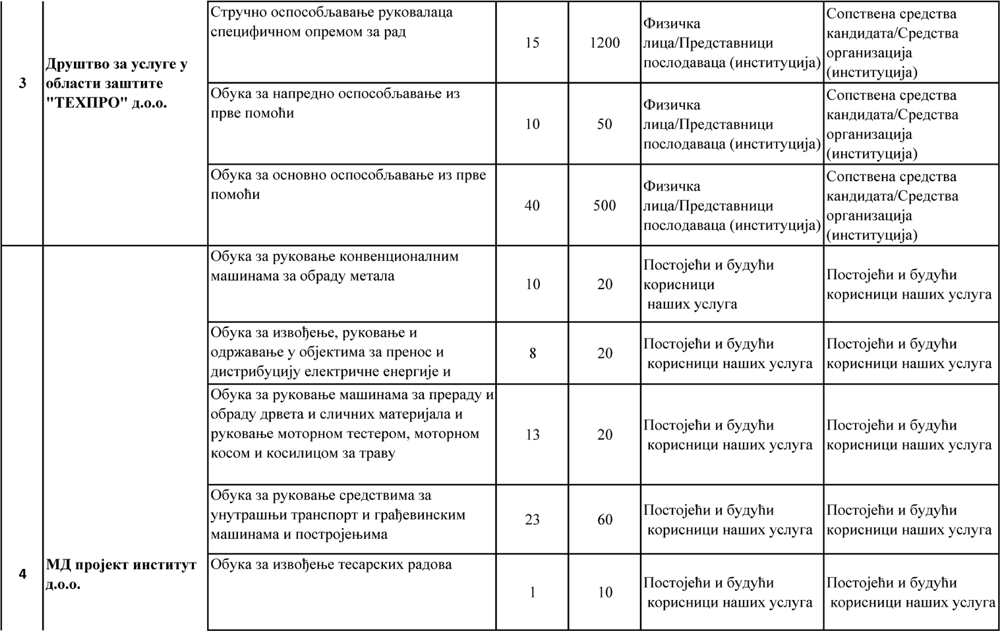 3
Друштво за услуге у
области заштите
"ТЕХПРО" д.о.о.
Стручно оспособљавање руковалаца
специфичном опремом за рад
15
1200
Физичка
лица/Представници
послодаваца (институција)
Сопствена средства
кандидата/Средства
организација
(институција)
Обука за напредно оспособљавање из
прве помоћи
10
50
Физичка
лица/Представници
послодаваца (институција)
Сопствена средства
кандидата/Средства
организација
(институција)
Обука за основно оспособљавање из прве
помоћи
40
500
Физичка
лица/Представници
послодаваца (институција)
Сопствена средства
кандидата/Средства
организација
(институција)
4
МД пројект институт
д.о.о.
Обука за руковање конвенционалним
машинама за обраду метала
10
20
Постојећи и будући
корисници
наших услуга
Постојећи и будући
корисници наших услуга
Обука за извођење, руковање и
одржавање у објектима за пренос и
дистрибуцију електричне енергије и
8
20
Постојећи и будући
корисници наших услуга
Постојећи и будући
корисници наших услуга
Обука за руковање машинама за прераду и
обраду дрвета и сличних материјала и
руковање моторном тестером, моторном
косом и косилицом за траву
13
20
Постојећи и будући
корисници наших услуга
Постојећи и будући
корисници наших услуга
Обука за руковање средствима за
унутрашњи транспорт и грађевинским
машинама и постројењима
23
60
Постојећи и будући
корисници наших услуга
Постојећи и будући
корисници наших услуга
Обука за извођење тесарских радова
1
10
Постојећи и будући
корисници наших услуга
Постојећи и будући
корисници наших услуга